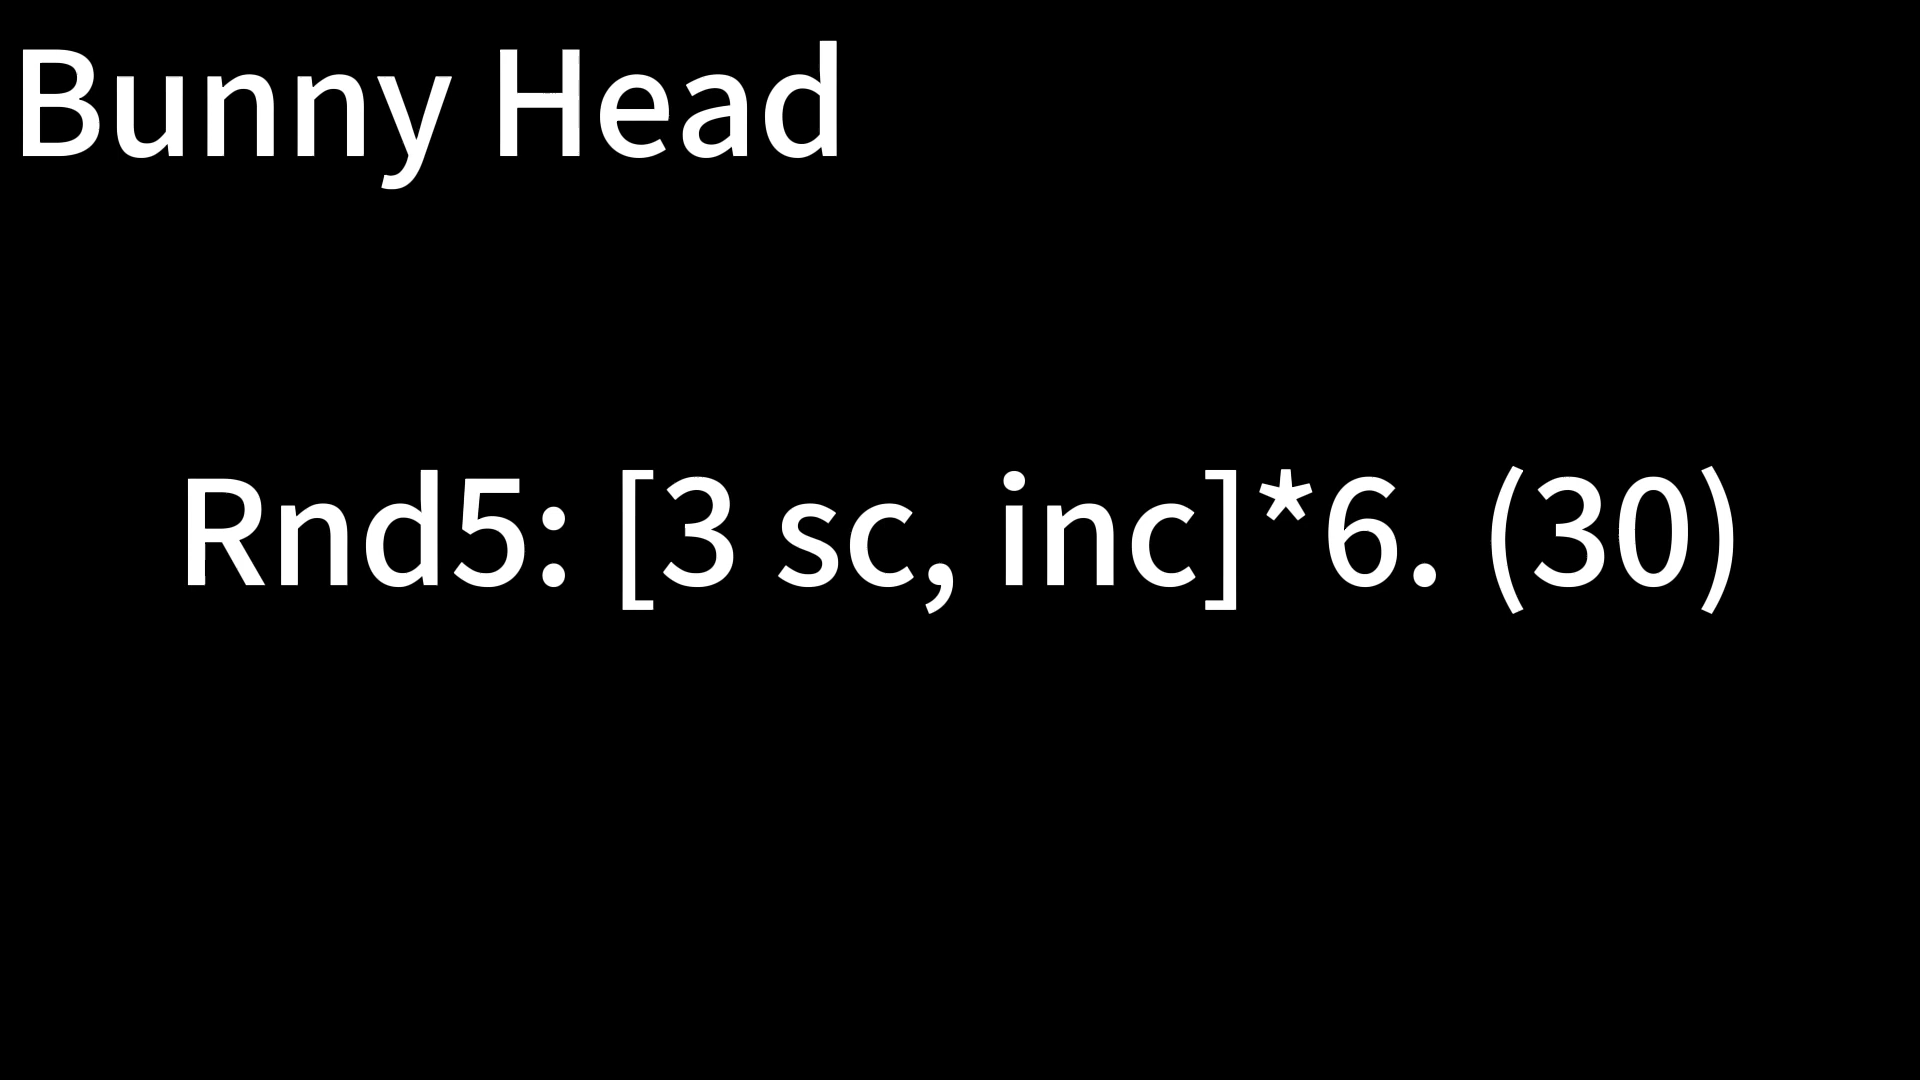 Bunny Head
Rnd5: [3 sc, inc]*6. (30)